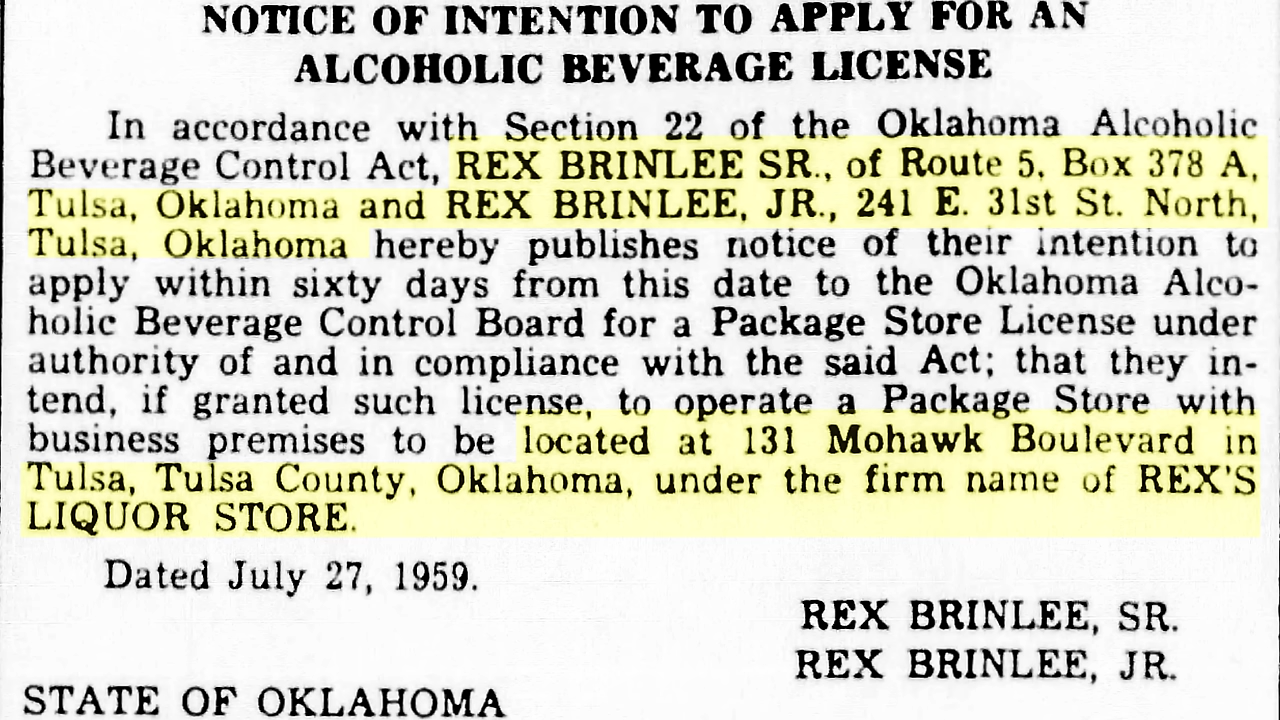 NOTICE OF INTENTION TO APPLY FOR AN
ALCOHOLIC BEVERAGE LICENSE
In accordance with Section 22 of the Oklahoma Alcoholic
Beverage Control Act, REX BRINLEE SR., of Route 5, Box 378 A,
Tulsa, Oklahoma and REX BRINLEE, JR., 241 E. 31st St. North,
Tulsa, Oklahoma hereby publishes notice of their intention to
apply within sixty days from this date to the Oklahoma Alco-
holic Beverage Control Board for a Package Store License under
authority of and in compliance with the said Act; that they in-
tend, if granted such license, to operate a Package Store with
business premises to be located at 131 Mohawk Boulevard in
Tulsa, Tulsa County, Oklahoma, under the firm name of REX'S
LIQUOR STORE.
Dated July 27, 1959.
REX BRINLEE, SR.
REX BRINLEE, JR.
STATE OF OKLAHOMA